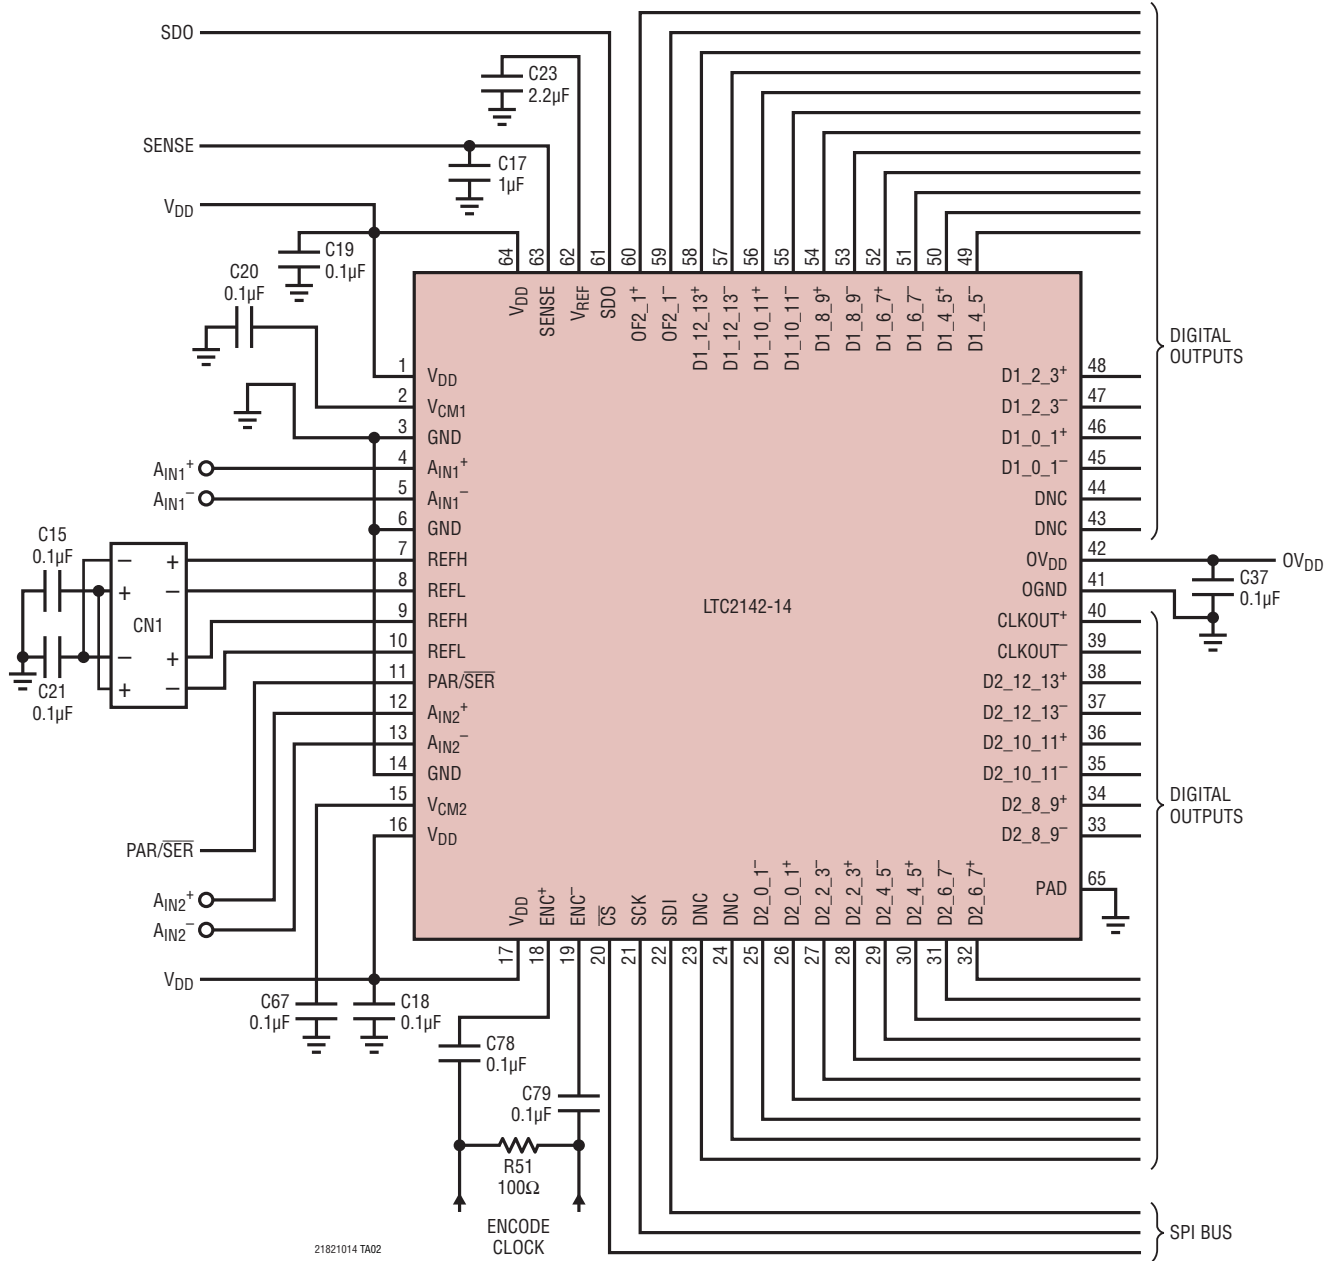 SDO
C23
2.2µF
SENSE
C17
1µF
VDD
C19
0.1µF
C20
0.1µF
64
63
62
61
60
59
58
57
56
55
54
53
52
51
50
49
VDD
SENSE
VREF
SDO
OF2_1+
OF2_1−
D1_12_13+
D1_12_13−
D1_10_11+
D1_10_11−
D1_8_9+
D1_8_9−
D1_6_7+
D1_6_7−
D1_4_5+
D1_4_5−
DIGITAL
OUTPUTS
1 VDD
2 VCM1
3 GND
4 AIN1+
5 AIN1−
6 GND
7 REFH
8 REFL
9 REFH
10 REFL
11 PAR/SER
12 AIN2+
13 AIN2−
14 GND
15 VCM2
16 VDD
AIN1+
AIN1−
C15
0.1µF
− +
+ −
CN1
− +
+ −
C21
0.1µF
LTC2142-14
D1_2_3+ 48
D1_2_3− 47
D1_0_1+ 46
D1_0_1− 45
DNC 44
DNC 43
OVDD 42
OGND 41
CLKOUT+ 40
CLKOUT− 39
D2_12_13+ 38
D2_12_13− 37
D2_10_11+ 36
D2_10_11− 35
D2_8_9+ 34
D2_8_9− 33
PAD 65
OVDD
C37
0.1µF
DIGITAL
OUTPUTS
PAR/SER
AIN2+
AIN2−
VDD
VDD
ENC+
ENC−
CS
SCK
SDI
DNC
DNC
D2_0_1−
D2_0_1+
D2_2_3−
D2_2_3+
D2_4_5−
D2_4_5+
D2_6_7−
D2_6_7+
17
18
19
20
21
22
23
24
25
26
27
28
29
30
31
32
C67
0.1µF
C18
0.1µF
C78
0.1µF
C79
0.1µF
R51
100Ω
ENCODE
CLOCK
SPI BUS
21821014 TA02